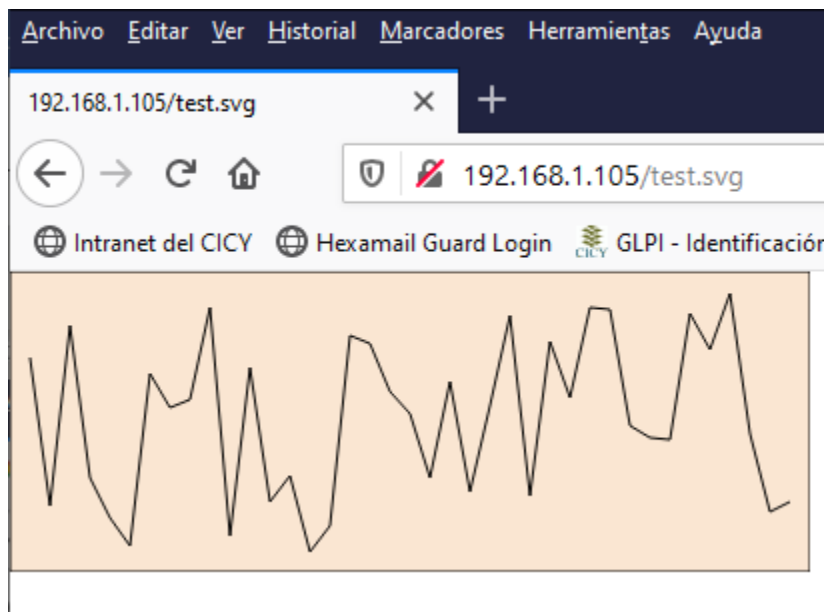 Archivo Editar Ver Historial Marcadores Herramientas Ayuda
192.168.1.105/test.svg
192.168.1.105/test.svg
Intranet del CICY Hexamail Guard Login CICY GLPI - Identificación